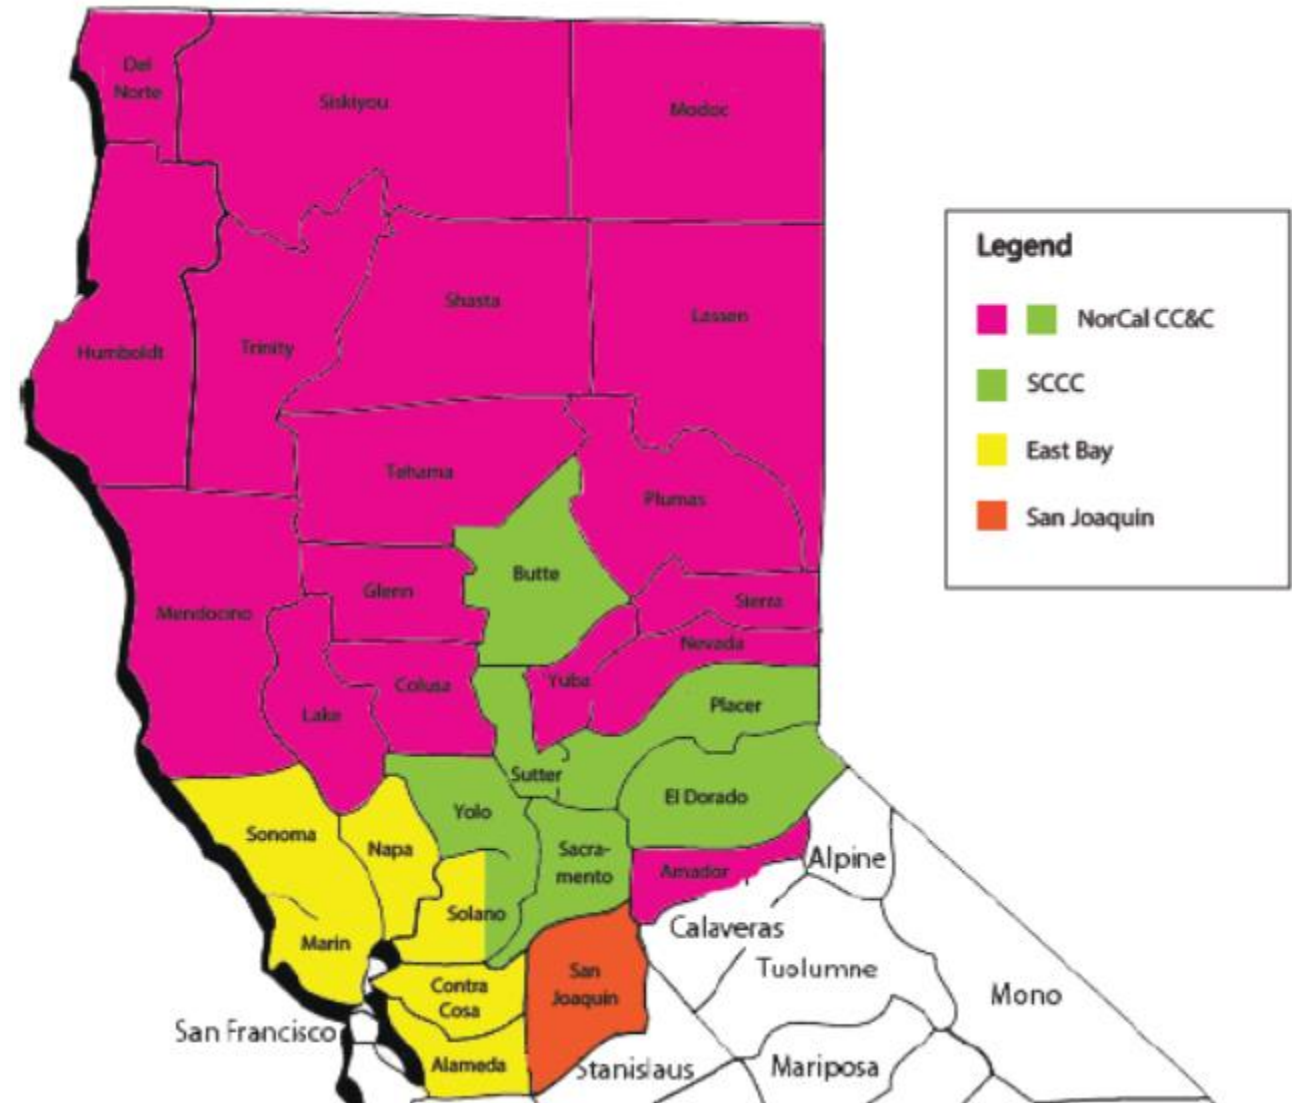 Del
Norte
Siskiyou
Modoc
Shasta
Lassen
Humboldt
Trinity
Tehama
Plumas
Butte
Glenn
Sierra
Mendocino
Nevada
Colusa
Yuba
Placer
Lake
Sutter
El Dorado
Yolo
Sonoma
Napa
Sacra-
mento
Amador
Alpine
Solano
Calaveras
Marin
Tuolumne
San
Joaquin
Contra
Cosa
Mono
San Francisco
Alameda
Stanislaus
Mariposa
Legend
NorCal CC&C
SCCC
East Bay
San Joaquin